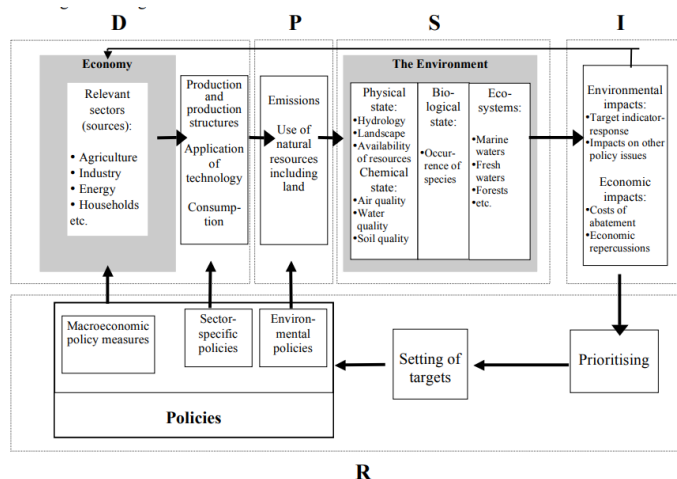 D
P
S
I
Economy
Relevant
sectors
(sources):
• Agriculture
• Industry
• Energy
• Households
etc.
Production
and
production
structures
Application
of
technology
Consump-
tion
Emissions
Use of
natural
resources
including
land
The Environment
Physical
state:
•Hydrology
•Landscape
•Availability
of resources
Chemical
state:
•Air quality
•Water
quality
•Soil quality
Bio-
logical
state:
•Occur-
rence of
species
Eco-
systems:
•Marine
waters
•Fresh
waters
•Forests
•etc.
Environmental
impacts:
•Target indicator-
response
•Impacts on other
policy issues
Economic
impacts:
•Costs of
abatement
•Economic
repercussions
Macroeconomic
policy measures
Sector-
specific
policies
Environ-
mental
policies
Policies
Setting of
targets
Prioritising
R